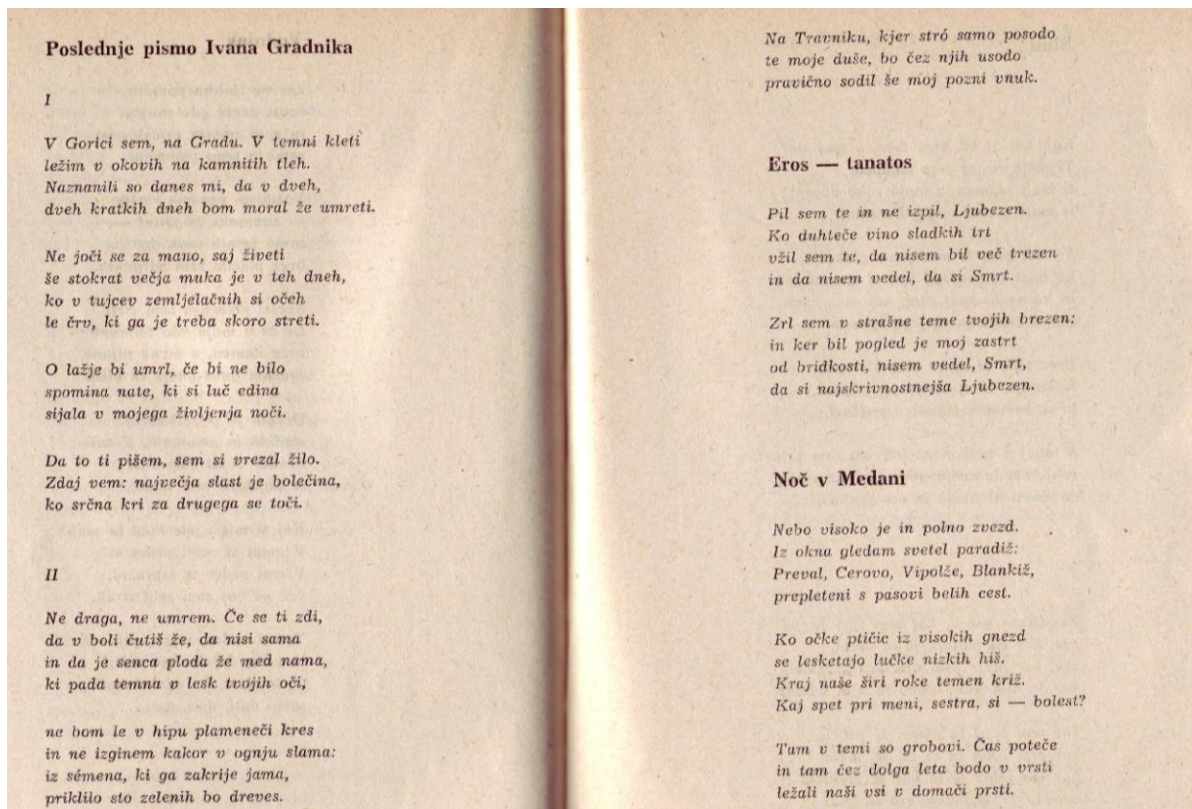 Poslednje pismo Ivana Gradnika
I
V Gorici sem, na Gradu. V temni kleti
ležim v okovih na kamnitih tleh.
Naznanili so danes mi, da v dveh,
dveh kratkih dneh bom moral že umreti.
Ne joči se za mano, saj živeti
še stokrat večja muka je v teh dneh,
ko v tujcev zemljelačnih si očeh
le črv, ki ga je treba skoro streti.
O lažje bi umrl, če bi ne bilo
spomina nate, ki si luč edina
sijala v mojega življenja noči.
Da to ti pišem, sem si vrezal žilo.
Zdaj vem: največja slast je bolečina,
ko srčna kri za drugega se toči.
II
Ne draga, ne umrem. Če se ti zdi,
da v boli čutiš že, da nisi sama
in da je senca ploda že med nama,
ki pada temna v lesk tvojih oči,
ne bom le v hipu plameneči kres
in ne izginem kakor v ognju slama:
iz sémena, ki ga zakrije jama,
priklilo sto zelenih bo dreves.
Na Travniku, kjer stró samo posodo
te moje duše, bo čez njih usodo
pravično sodil še moj pozni vnuk.
Eros — tanatos
Pil sem te in ne izpil, Ljubezen.
Ko duhteče vino sladkih trt
užil sem te, da nisem bil več trezen
in da nisem vedel, da si Smrt.
Zrl sem v strašne teme tvojih brezen:
in ker bil pogled je moj zastrt
od bridkosti, nisem vedel, Smrt,
da si najskrivnostnejša Ljubezen.
Noč v Medani
Nebo visoko je in polno zvezd.
Iz okna gledam svetel paradiž:
Preval, Cerovo, Vipolže, Blankiž,
prepleteni s pasovi belih cest.
Ko očke ptičic iz visokih gnezd
se lesketajo lučke nizkih hiš.
Kraj naše širi roke temen križ.
Kaj spet pri meni, sestra, si — bolest?
Tam v temi so grobovi. Čas poteče
in tam čez dolga leta bodo v vrsti
ležali naši vsi v domači prsti.